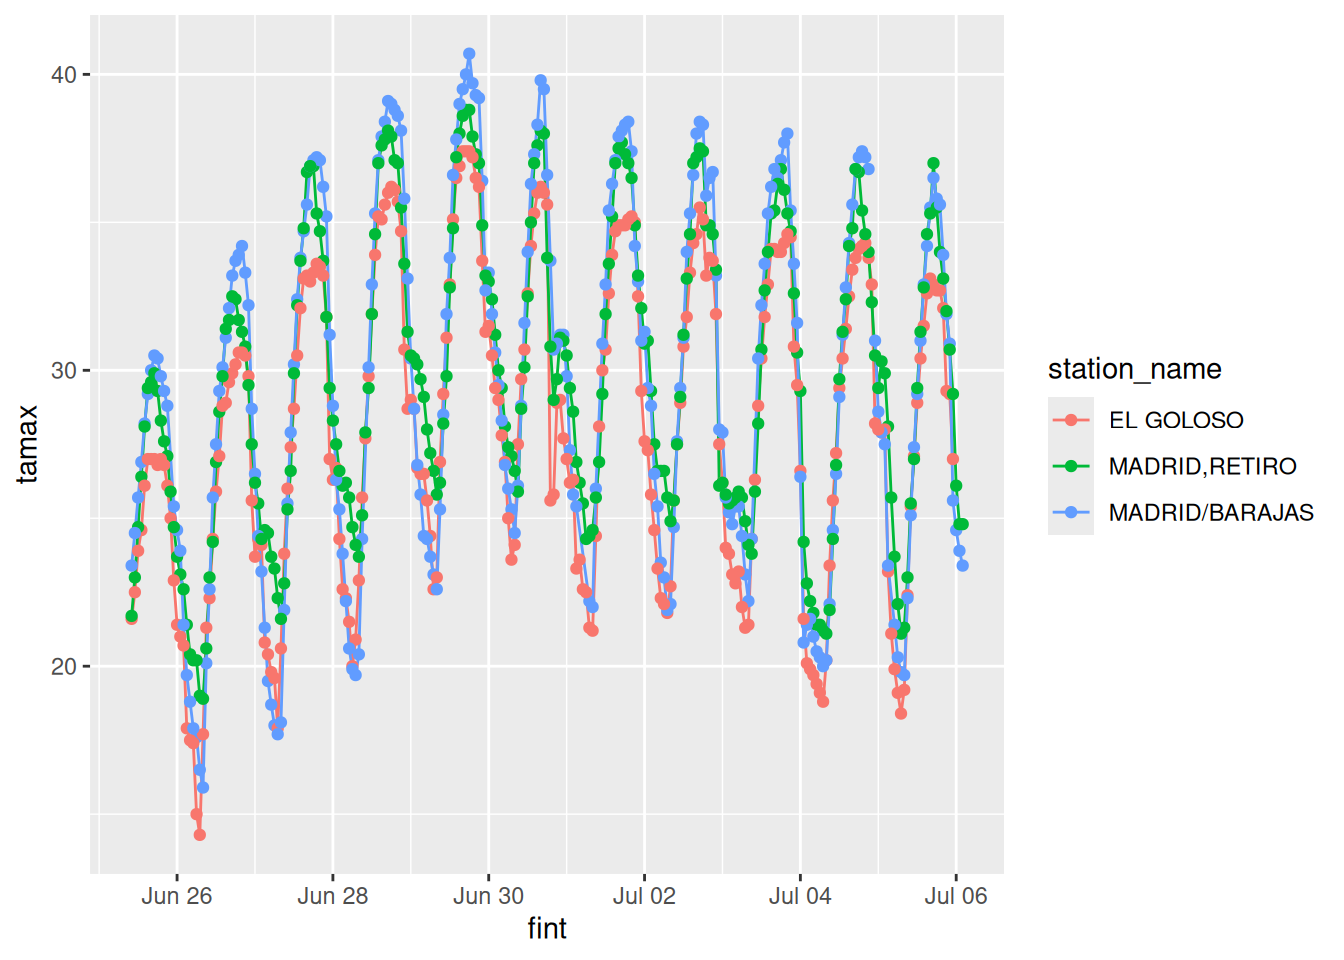 tamax
40
30
20
Jun 26
Jun 28
Jun 30
Jul 02
Jul 04
Jul 06
fint
station_name
EL GOLOSO
MADRID,RETIRO
MADRID/BARAJAS